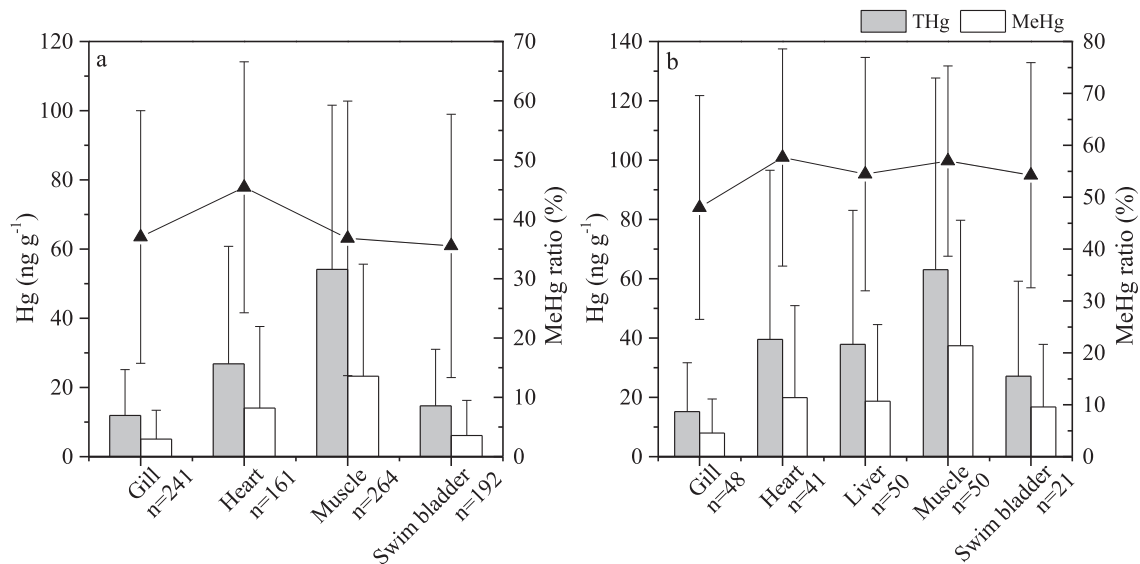 THg MeHg
a
120
100
80
60
40
20
0
Hg (ng g⁻¹)
70
60
50
40
30
20
10
0
MeHg ratio (%)
Gill
n=241
Heart
n=161
Muscle
n=264
Swim bladder
n=192
b
140
120
100
80
60
40
20
0
Hg (ng g⁻¹)
80
70
60
50
40
30
20
10
0
MeHg ratio (%)
Gill
n=48
Heart
n=41
Liver
n=50
Muscle
n=50
Swim bladder
n=21